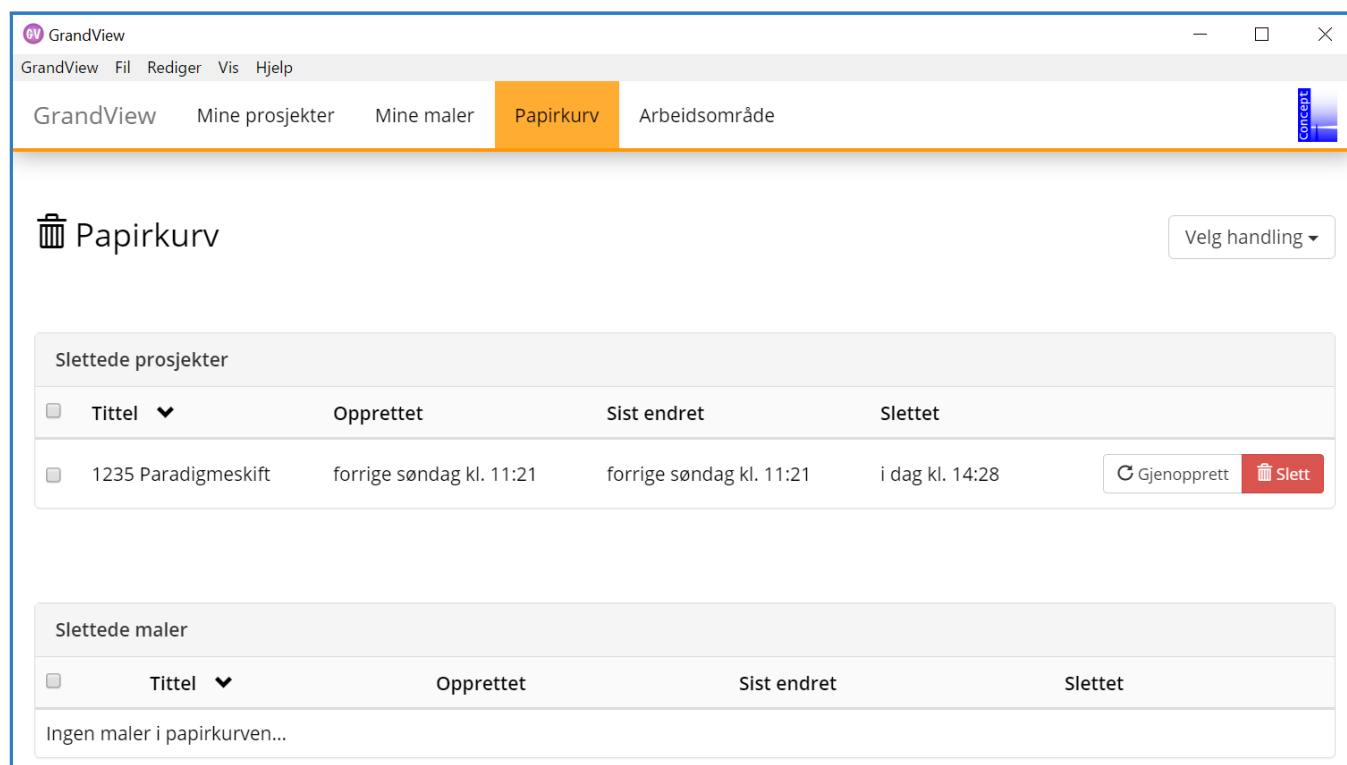 GV GrandView
GrandView Fil Rediger Vis Hjelp
GrandView Mine prosjekter Mine maler Papirkurv Arbeidsområde concept
Papirkurv Velg handling
Slettede prosjekter
Tittel Opprettet Sist endret Slettet
1235 Paradigmeskift forrige søndag kl. 11:21 forrige søndag kl. 11:21 i dag kl. 14:28 Gjenopprett Slett
Slettede maler
Tittel Opprettet Sist endret Slettet
Ingen maler i papirkurven...